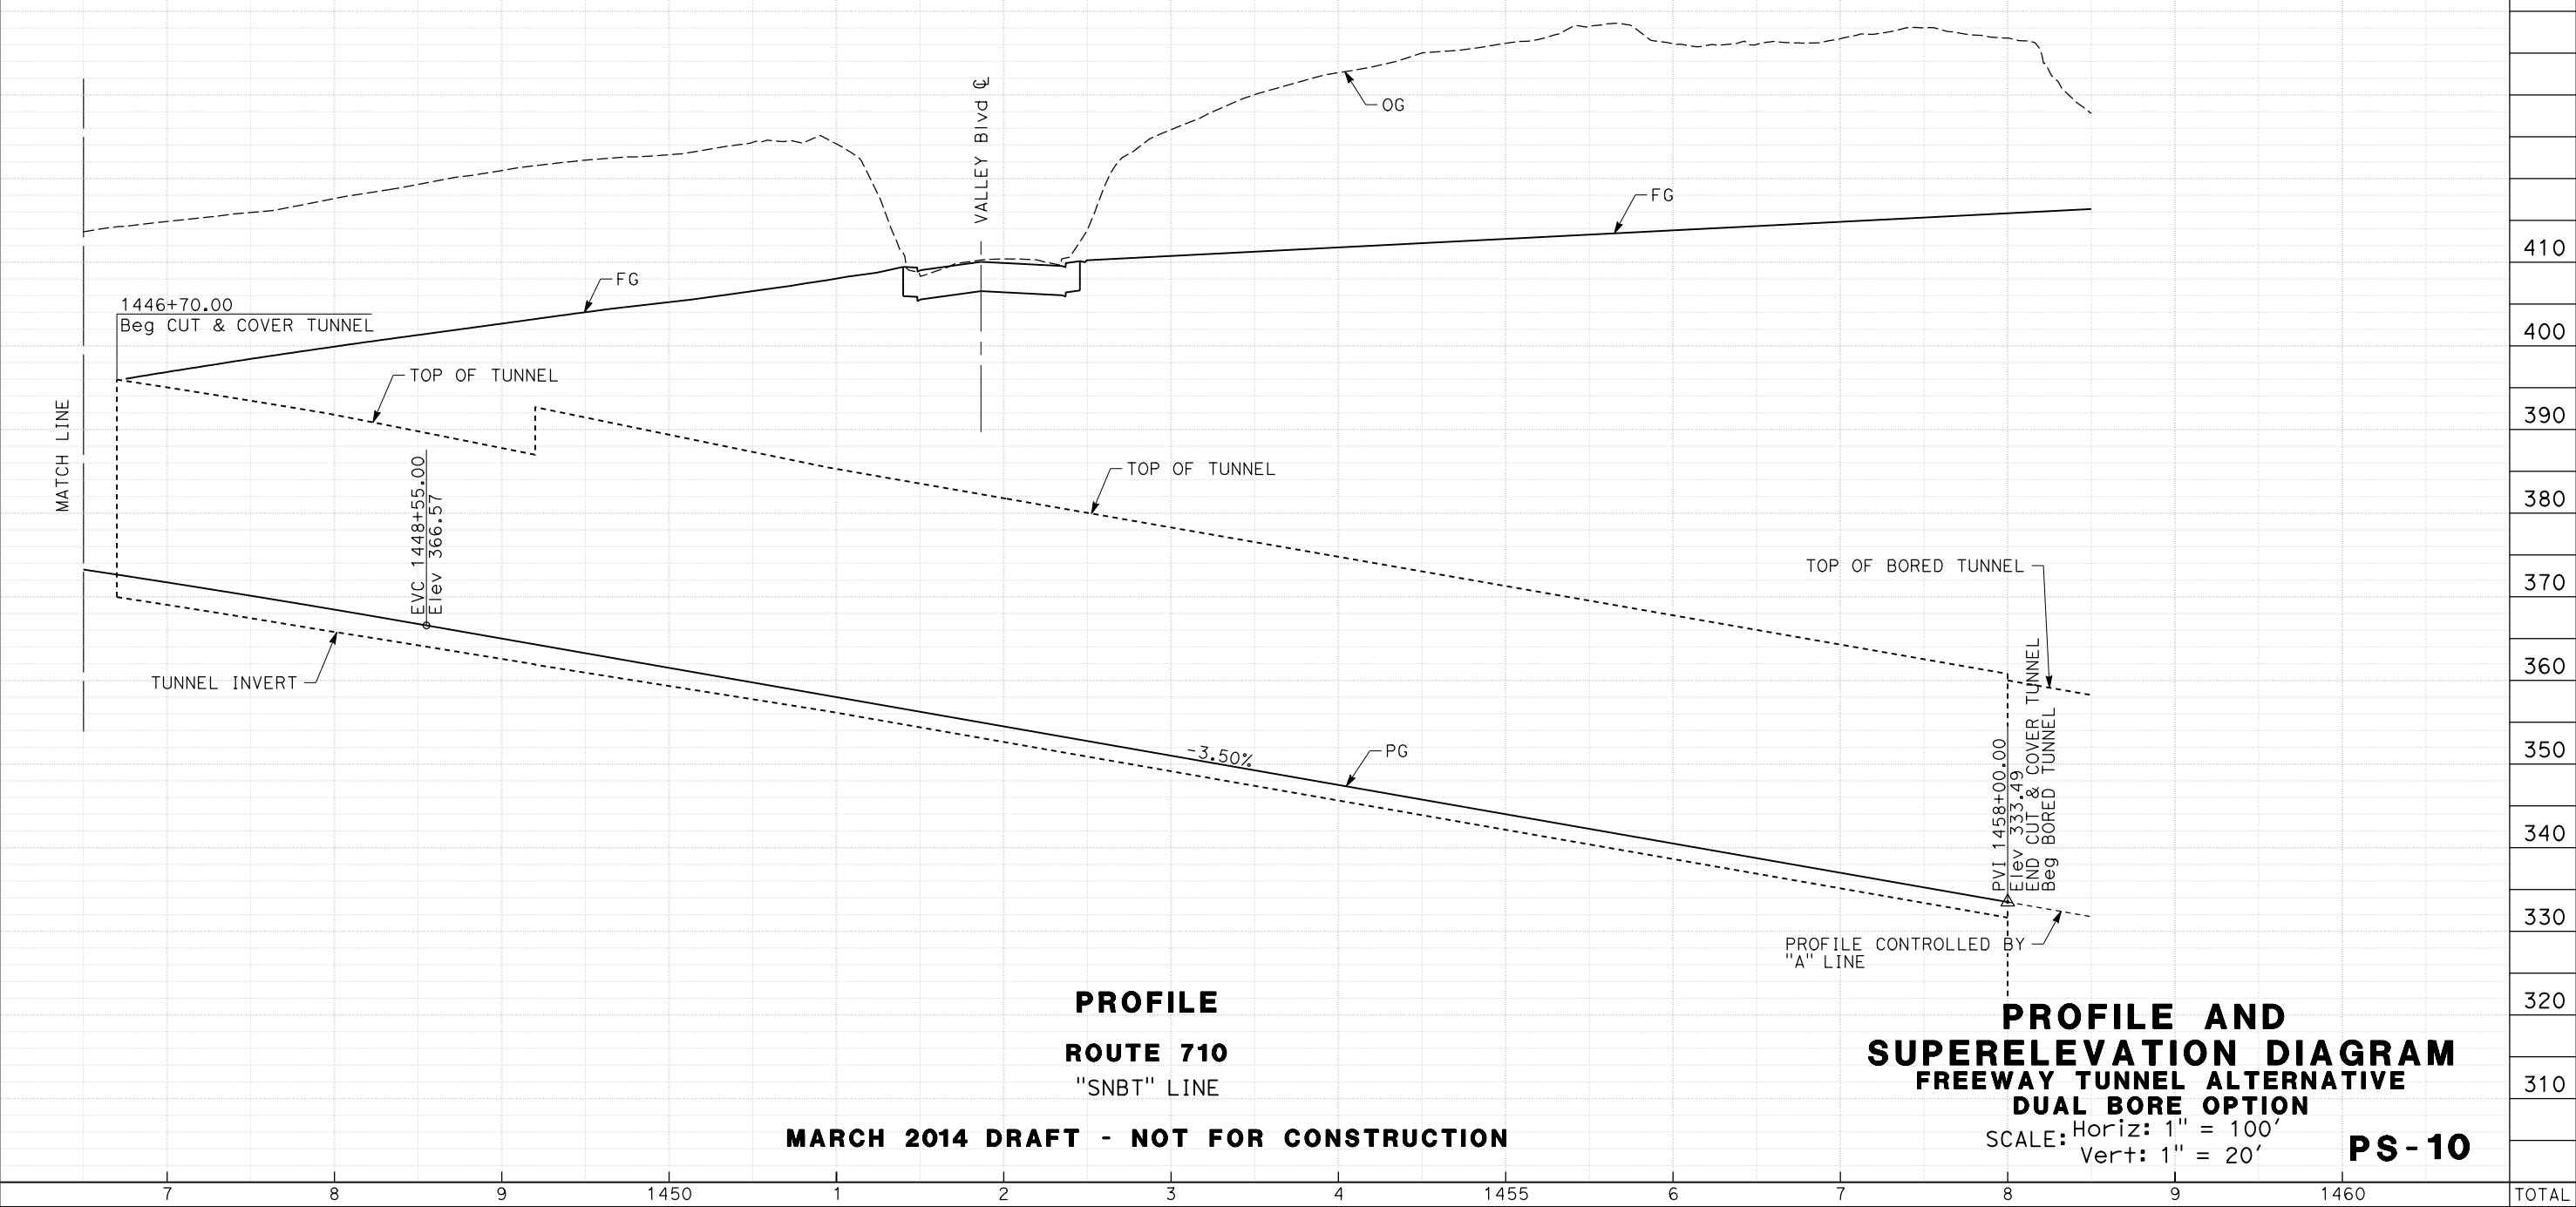 VALLEY Blvd ℄
OG
FG
410
FG
1446+70.00
Beg CUT & COVER TUNNEL
400
TOP OF TUNNEL
390
MATCH LINE
EVC 1448+55.00
Elev 366.57
TOP OF TUNNEL
380
TOP OF BORED TUNNEL
370
TUNNEL INVERT
360
-3.50%
PG
350
PVI 1458+00.00
Elev 333.49
END CUT & COVER TUNNEL
Beg BORED TUNNEL
340
330
PROFILE CONTROLLED BY
"A" LINE
PROFILE
ROUTE 710
"SNBT" LINE
MARCH 2014 DRAFT - NOT FOR CONSTRUCTION
320
PROFILE AND
SUPERELEVATION DIAGRAM
FREEWAY TUNNEL ALTERNATIVE
310
DUAL BORE OPTION
SCALE: Horiz: 1" = 100'
Vert: 1" = 20'
PS-10
7 8 9 1450 1 2 3 4 1455 6 7 8 9 1460 TOTAL